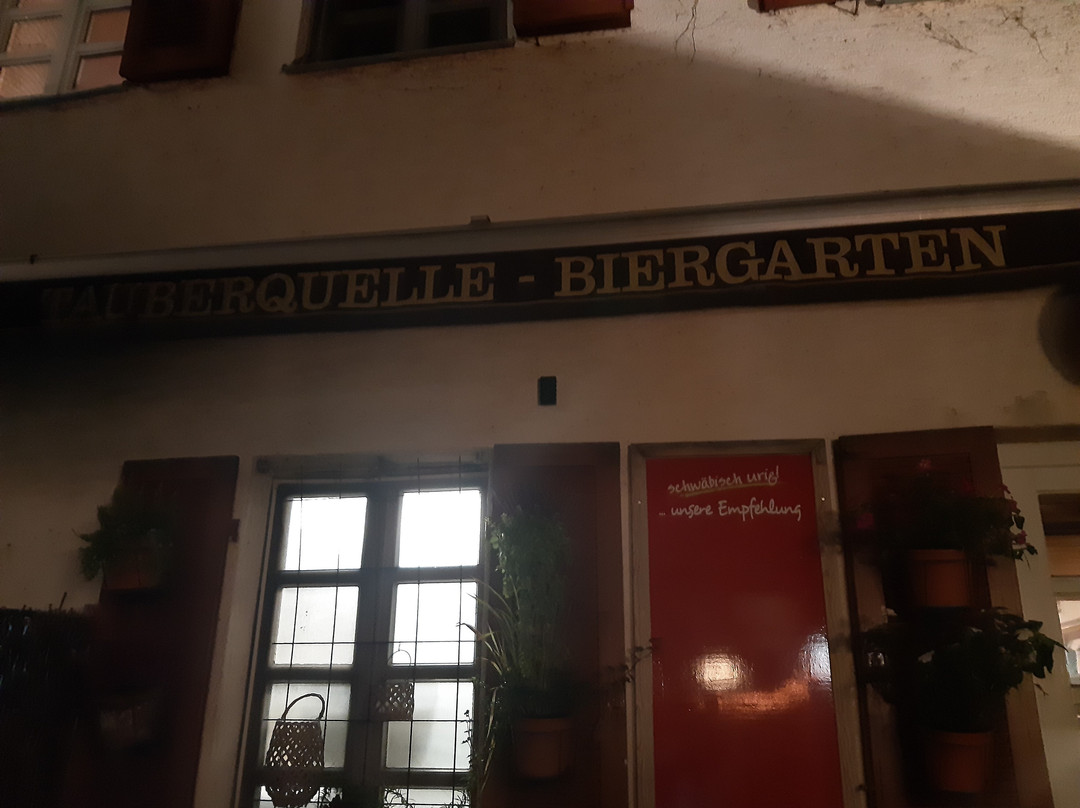 TAUBERQUELLE - BIERGARTEN
schwäbisch urig!
... unsere Empfehlung